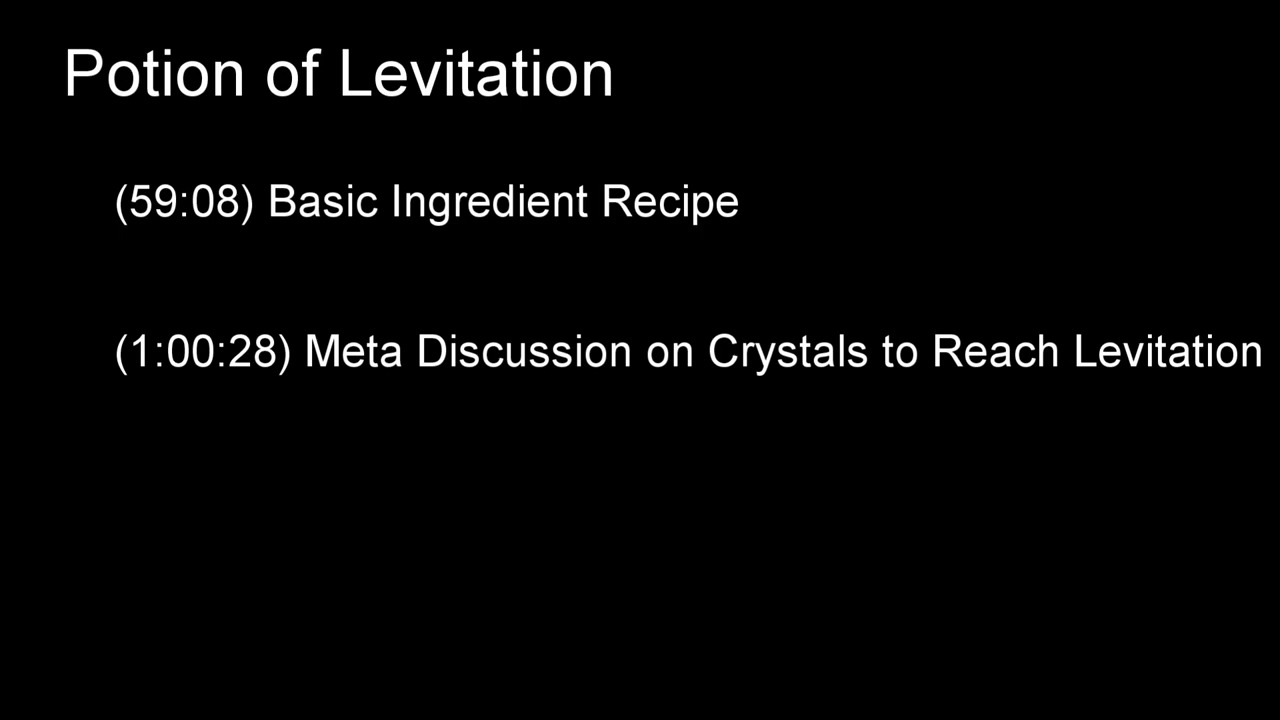 Potion of Levitation
(59:08) Basic Ingredient Recipe
(1:00:28) Meta Discussion on Crystals to Reach Levitation